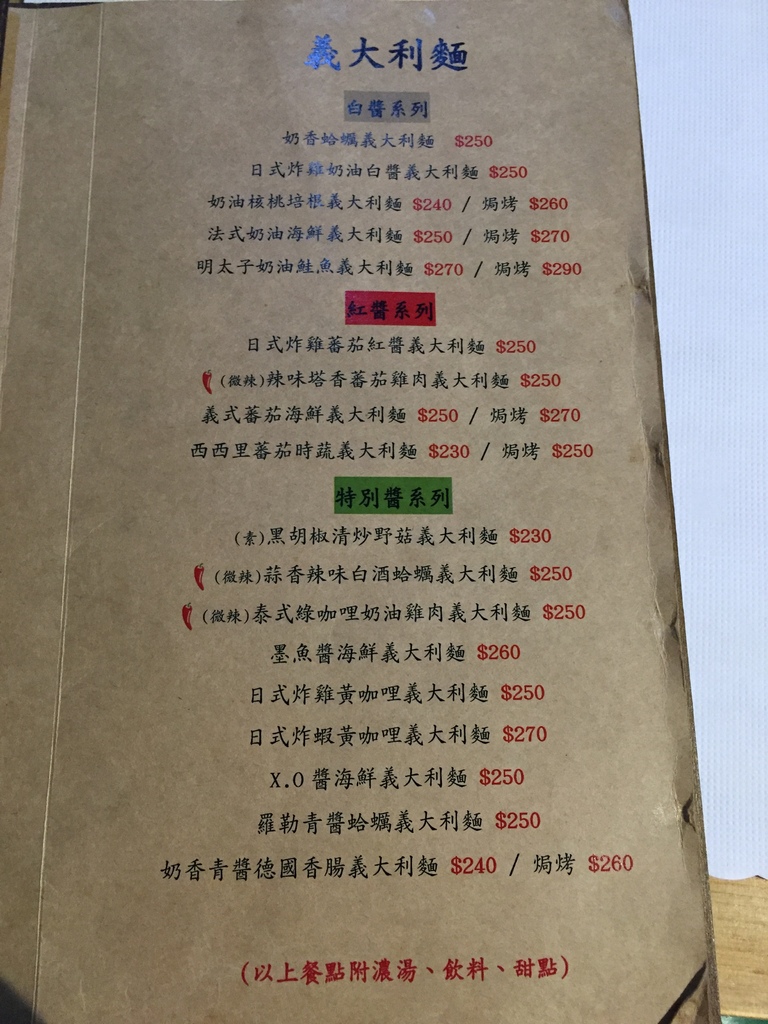 義大利麵
白醬系列
奶香蛤蠣義大利麵 $250
日式炸雞奶油白醬義大利麵 $250
奶油核桃培根義大利麵 $240 / 焗烤 $260
法式奶油海鮮義大利麵 $250 / 焗烤 $270
明太子奶油鮭魚義大利麵 $270 / 焗烤 $290
紅醬系列
日式炸雞蕃茄紅醬義大利麵 $250
(微辣)辣味塔香蕃茄雞肉義大利麵 $250
義式蕃茄海鮮義大利麵 $250 / 焗烤 $270
西西里蕃茄時蔬義大利麵 $230 / 焗烤 $250
特別醬系列
(素)黑胡椒清炒野菇義大利麵 $230
(微辣)蒜香辣味白酒蛤蠣義大利麵 $250
(微辣)泰式綠咖哩奶油雞肉義大利麵 $250
墨魚醬海鮮義大利麵 $260
日式炸雞黃咖哩義大利麵 $250
日式炸蝦黃咖哩義大利麵 $270
X.O 醬海鮮義大利麵 $250
羅勒青醬蛤蠣義大利麵 $250
奶香青醬德國香腸義大利麵 $240 / 焗烤 $260
(以上餐點附濃湯、飲料、甜點)